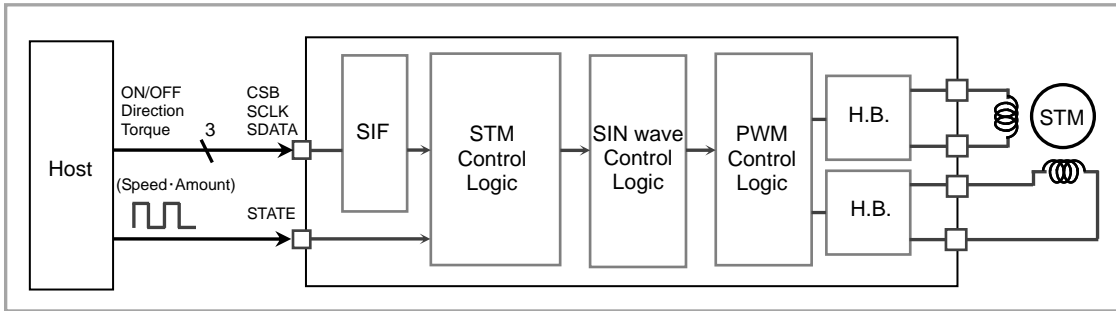 Host
ON/OFF
Direction
Torque
3
CSB
SCLK
SDATA
(Speed･Amount)
STATE
SIF
STM
Control
Logic
SIN wave
Control
Logic
PWM
Control
Logic
H.B.
H.B.
STM